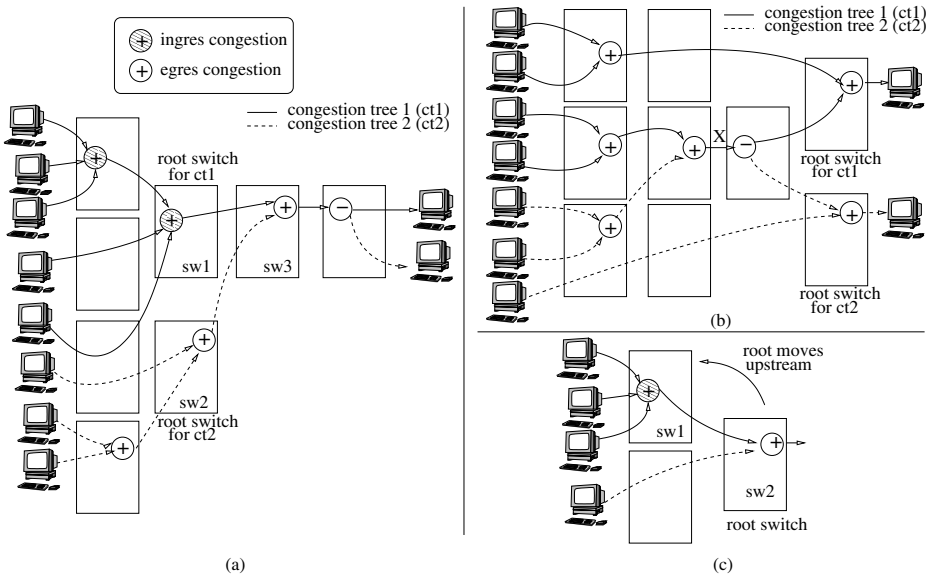 ingres congestion
egres congestion
congestion tree 1 (ct1)
congestion tree 2 (ct2)
root switch
for ct1
sw1
sw3
sw2
root switch
for ct2
(a)
congestion tree 1 (ct1)
congestion tree 2 (ct2)
X
root switch
for ct1
root switch
for ct2
(b)
root moves
upstream
sw1
sw2
root switch
(c)